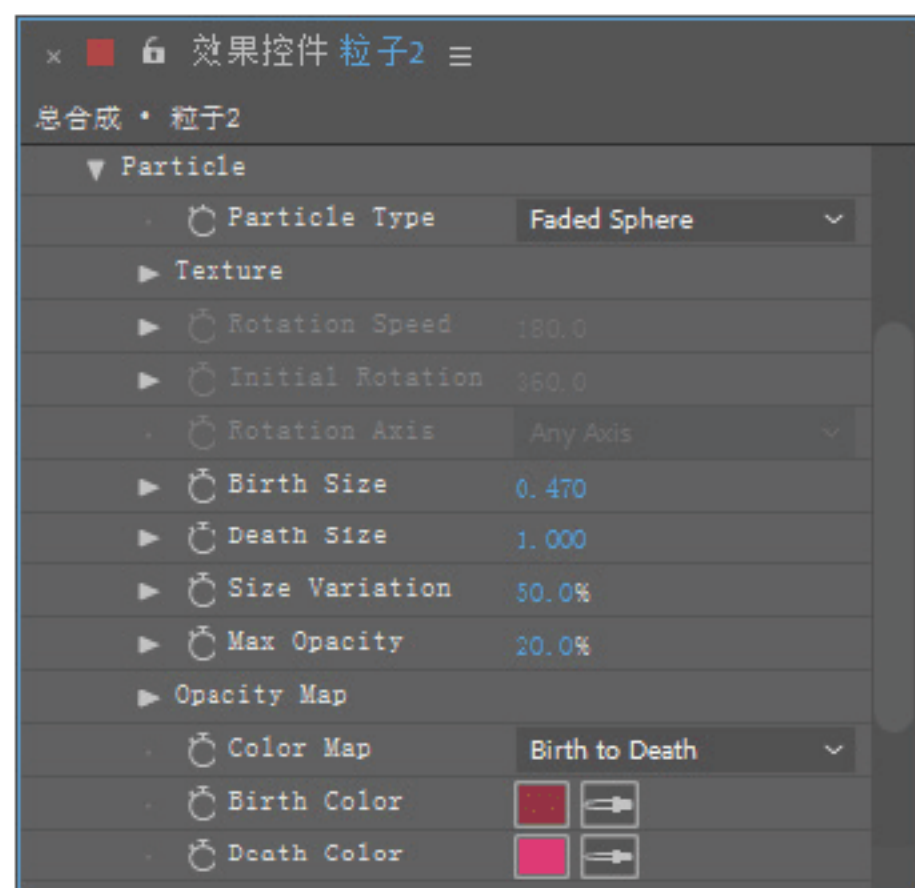 效果控件 粒子2
总合成 • 粒于2
Particle
Particle Type Faded Sphere
Texture
Rotation Speed 180.0
Initial Rotation 360.0
Rotation Axis Any Axis
Birth Size 0.470
Death Size 1.000
Size Variation 50.0%
Max Opacity 20.0%
Opacity Map
Color Map Birth to Death
Birth Color
Death Color